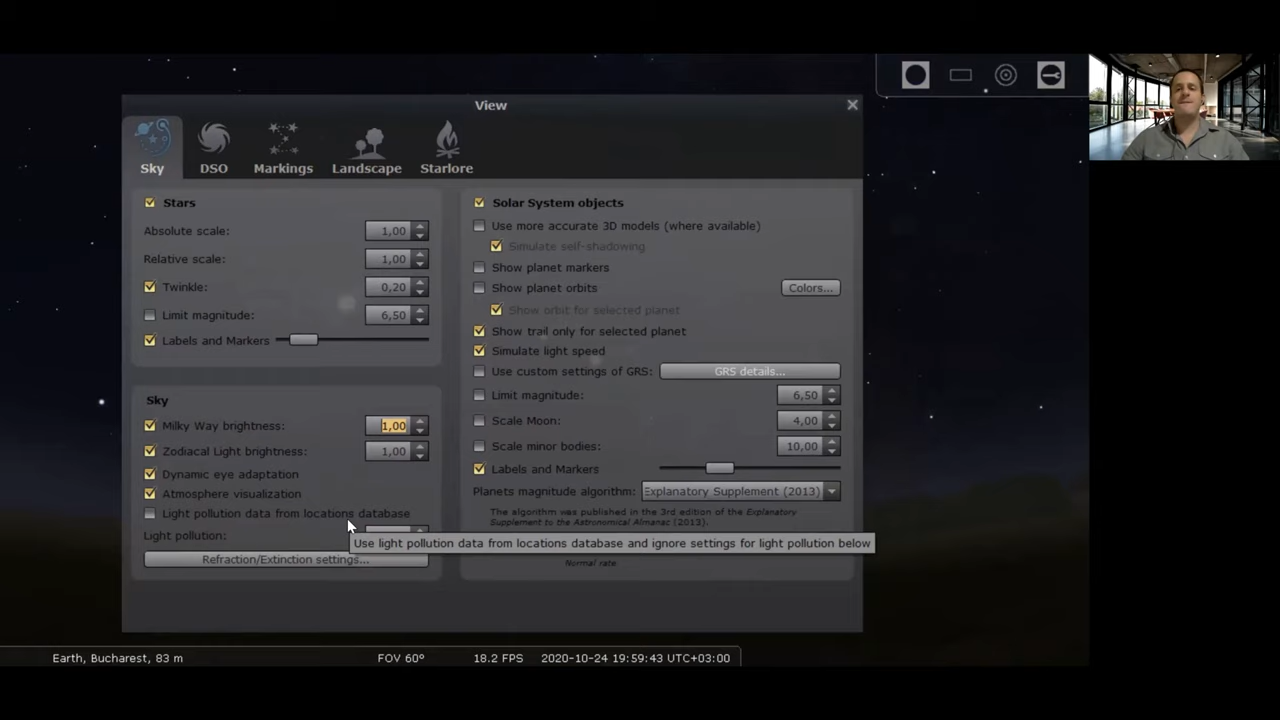 View
Sky
DSO
Markings
Landscape
Starlore
Stars
Absolute scale: 1,00
Relative scale: 1,00
Twinkle: 0,20
Limit magnitude: 6,50
Labels and Markers
Sky
Milky Way brightness: 1,00
Zodiacal Light brightness: 1,00
Dynamic eye adaptation
Atmosphere visualization
Light pollution data from locations database
Light pollution:
Refraction/Extinction settings...
Solar System objects
Use more accurate 3D models (where available)
Simulate self-shadowing
Show planet markers
Show planet orbits Colors...
Show orbit for selected planet
Show trail only for selected planet
Simulate light speed
Use custom settings of GRS: GRS details...
Limit magnitude: 6,50
Scale Moon: 4,00
Scale minor bodies: 10,00
Labels and Markers
Planets magnitude algorithm: Explanatory Supplement (2013)
The algorithm was published in the 3rd edition of the Explanatory
Supplement to the Astronomical Almanac (2013).
Use light pollution data from locations database and ignore settings for light pollution below
Normal rate
Earth, Bucharest, 83 m FOV 60° 18.2 FPS 2020-10-24 19:59:43 UTC+03:00